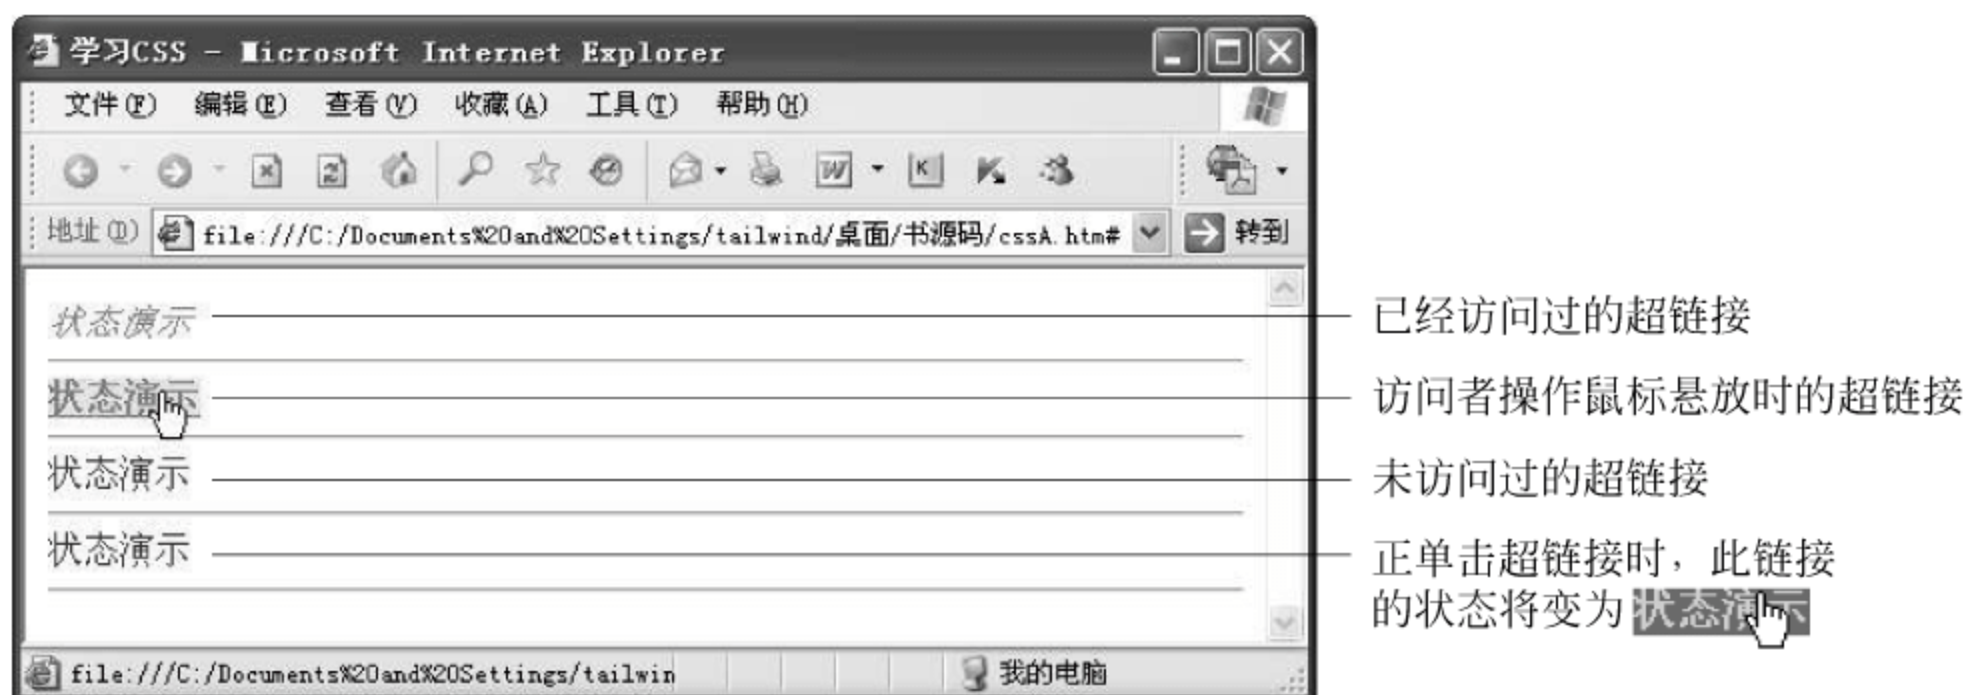 学习CSS - Microsoft Internet Explorer
文件(F) 编辑(E) 查看(V) 收藏(A) 工具(T) 帮助(H)
地址(D) file:///C:/Documents%20and%20Settings/tailwind/桌面/书源码/cssA.htm# 转到
状态演示 已经访问过的超链接
状态演示 访问者操作鼠标悬放时的超链接
状态演示 未访问过的超链接
状态演示 正单击超链接时，此链接
的状态将变为 状态演示
file:///C:/Documents%20and%20Settings/tailwin 我的电脑